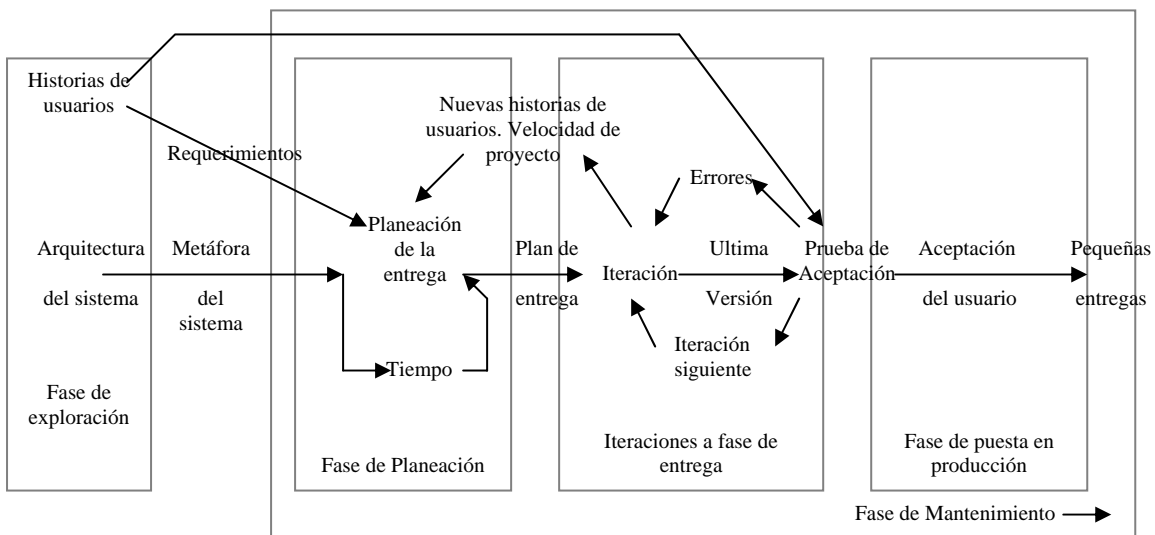 Historias de
usuarios
Nuevas historias de
usuarios. Velocidad de
proyecto
Requerimientos
Errores
Arquitectura
del sistema
Metáfora
del
sistema
Planeación
de la
entrega
Tiempo
Plan de
entrega
Iteración
Ultima
Versión
Prueba de
Aceptación
Iteración
siguiente
Aceptación
del usuario
Pequeñas
entregas
Fase de
exploración
Fase de Planeación
Iteraciones a fase de
entrega
Fase de puesta en
producción
Fase de Mantenimiento